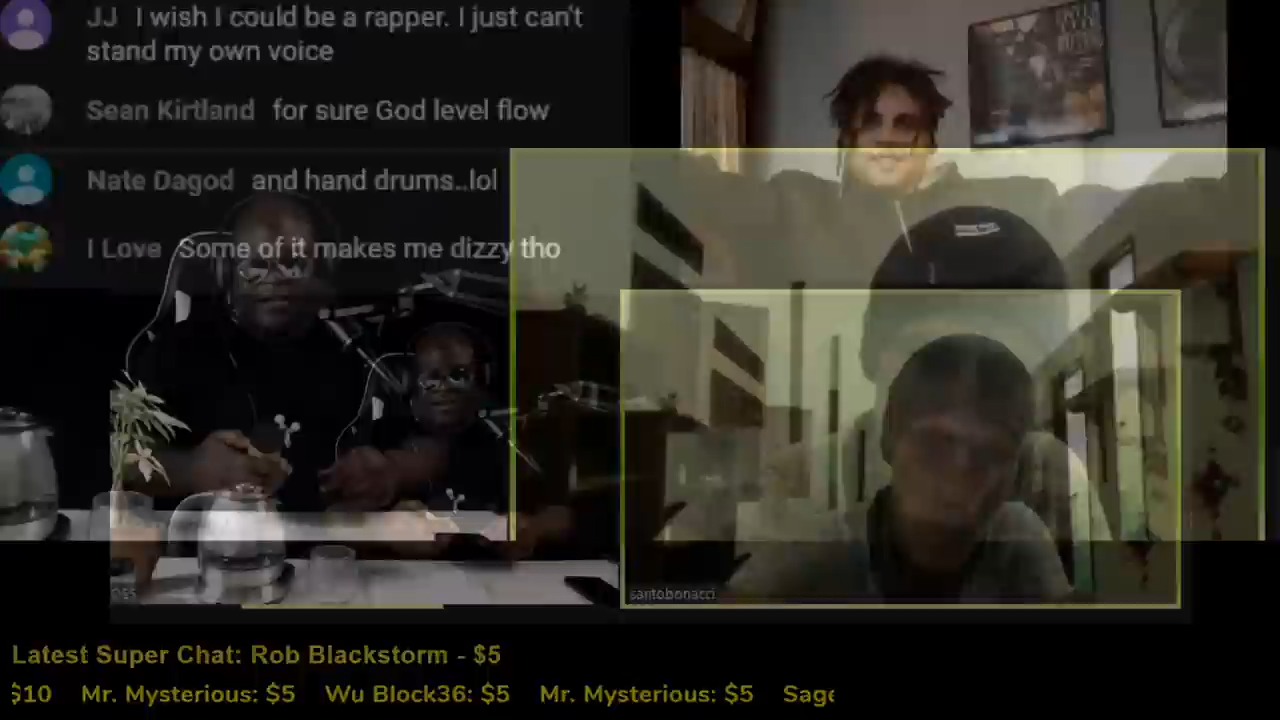 JJ I wish I could be a rapper. I just can't
stand my own voice
Sean Kirtland for sure God level flow
Nate Dagod and hand drums..lol
I Love Some of it makes me dizzy tho
santobonacci
Latest Super Chat: Rob Blackstorm - $5
$10 Mr. Mysterious: $5 Wu Block36: $5 Mr. Mysterious: $5 Sage